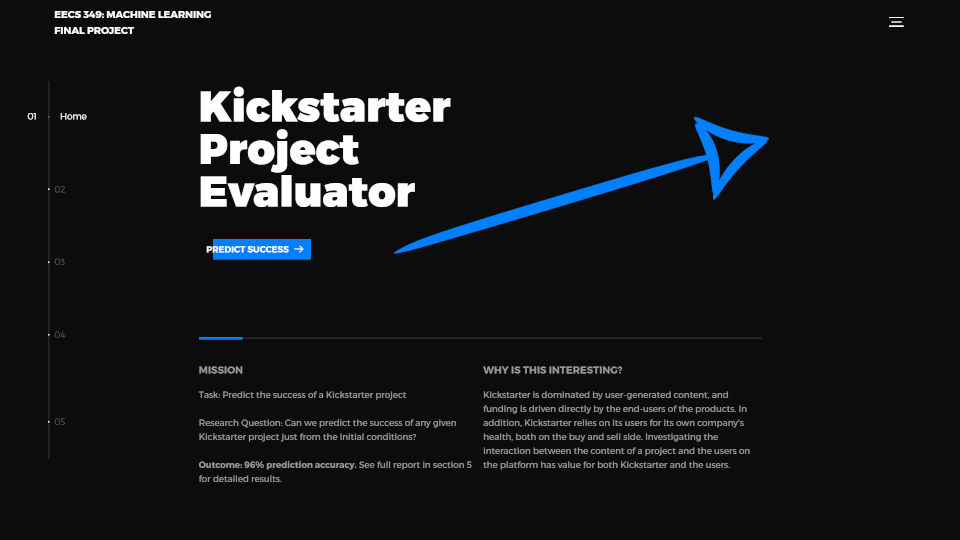 EECS 349: MACHINE LEARNING
FINAL PROJECT
01
Home
02
03
04
05
Kickstarter
Project
Evaluator
PREDICT SUCCESS →
MISSION
Task: Predict the success of a Kickstarter project
Research Question: Can we predict the success of any given
Kickstarter project just from the initial conditions?
Outcome: 96% prediction accuracy. See full report in section 5
for detailed results.
WHY IS THIS INTERESTING?
Kickstarter is dominated by user-generated content, and
funding is driven directly by the end-users of the products. In
addition, Kickstarter relies on its users for its own company's
health, both on the buy and sell side. Investigating the
interaction between the content of a project and the users on
the platform has value for both Kickstarter and the users.